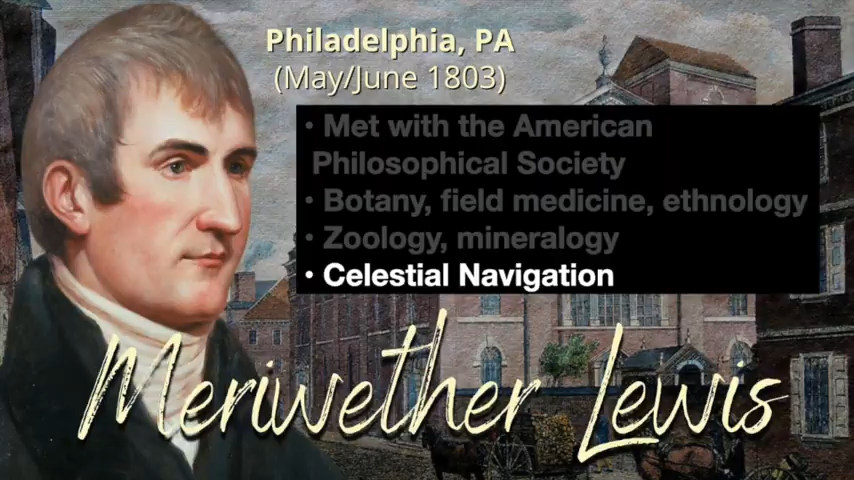 Philadelphia, PA
(May/June 1803)
• Met with the American
Philosophical Society
• Botany, field medicine, ethnology
• Zoology, mineralogy
• Celestial Navigation
Meriwether Lewis